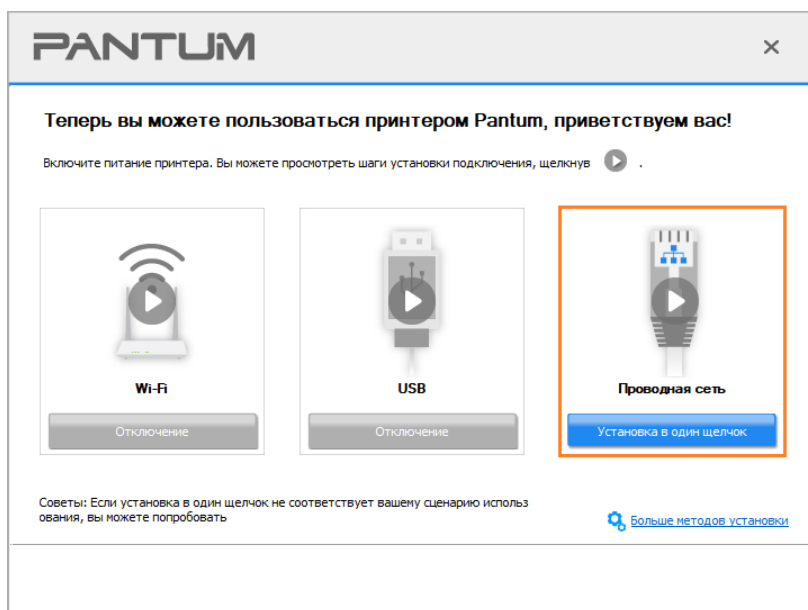 PANTUM
Теперь вы можете пользоваться принтером Pantum, приветствуем вас!
Включите питание принтера. Вы можете просмотреть шаги установки подключения, щелкнув .
Wi-Fi
USB
Проводная сеть
Отключение
Отключение
Установка в один щелчок
Советы: Если установка в один щелчок не соответствует вашему сценарию использ
ования, вы можете попробовать
Больше методов установки